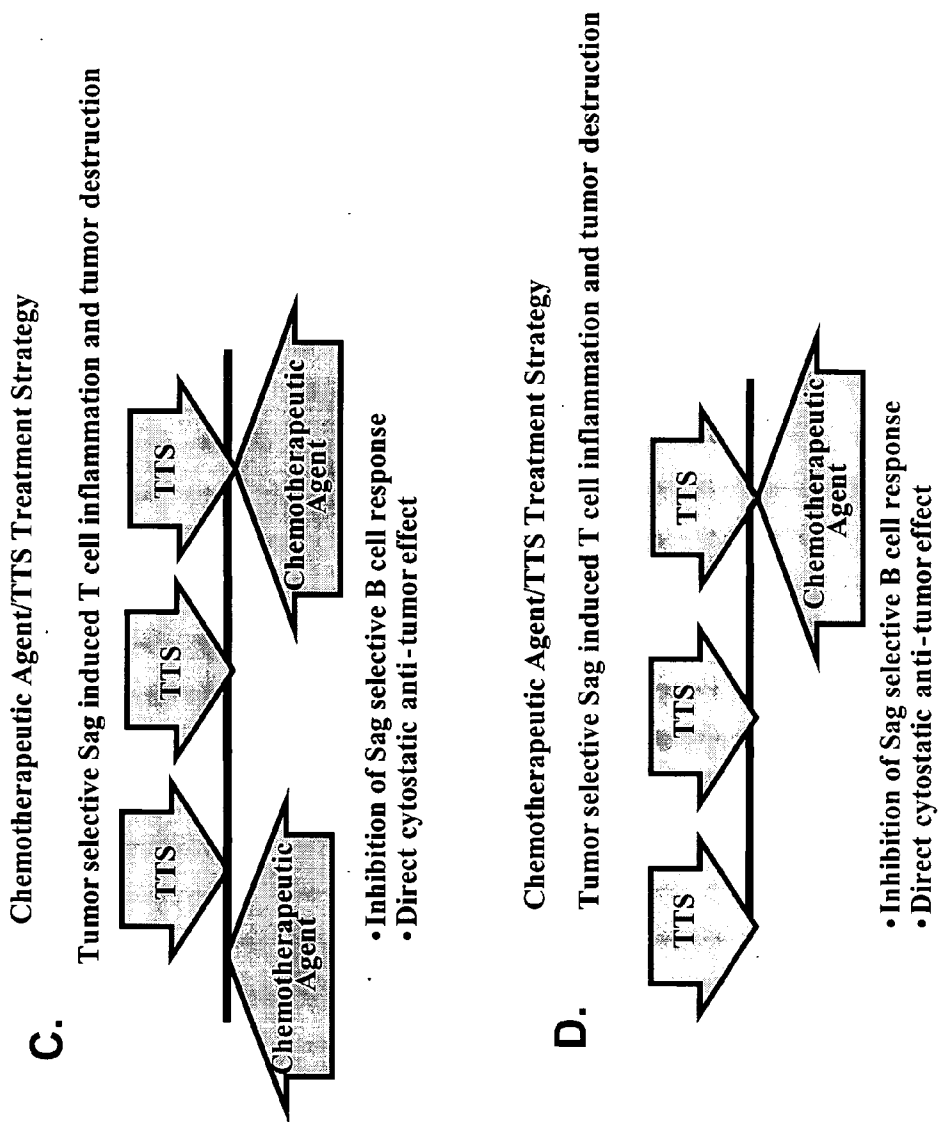 C.
Chemotherapeutic Agent/TTS Treatment Strategy
Tumor selective Sag induced T cell inflammation and tumor destruction
TTS
TTS
TTS
Chemotherapeutic
Agent
Chemotherapeutic
Agent
• Inhibition of Sag selective B cell response
• Direct cytostatic anti-tumor effect
D.
Chemotherapeutic Agent/TTS Treatment Strategy
Tumor selective Sag induced T cell inflammation and tumor destruction
TTS
TTS
TTS
Chemotherapeutic
Agent
• Inhibition of Sag selective B cell response
• Direct cytostatic anti-tumor effect